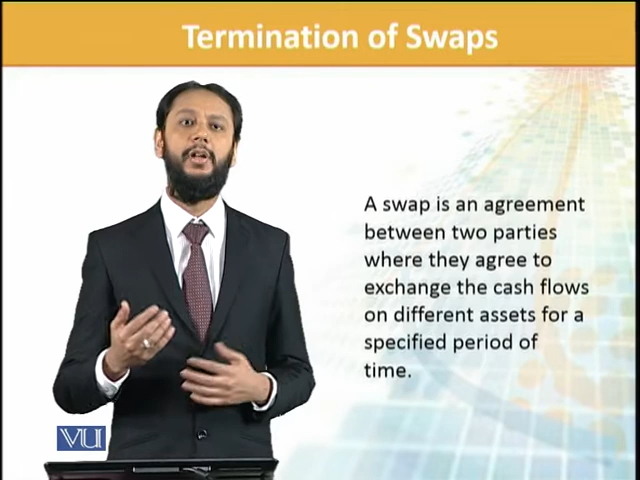 Termination of Swaps
A swap is an agreement
between two parties
where they agree to
exchange the cash flows
on different assets for a
specified period of
time.
VU